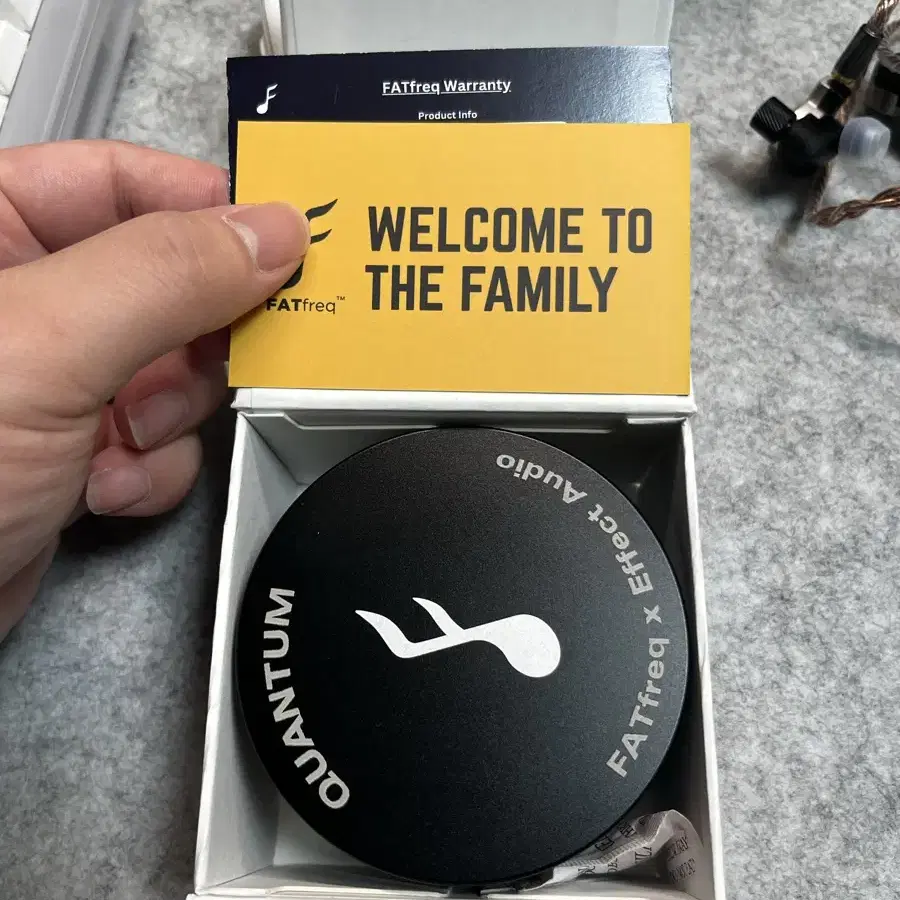 FATfreq Warranty
Product Info
WELCOME TO
THE FAMILY
FATfreq™
QUANTUM
FATfreq x Effect Audio